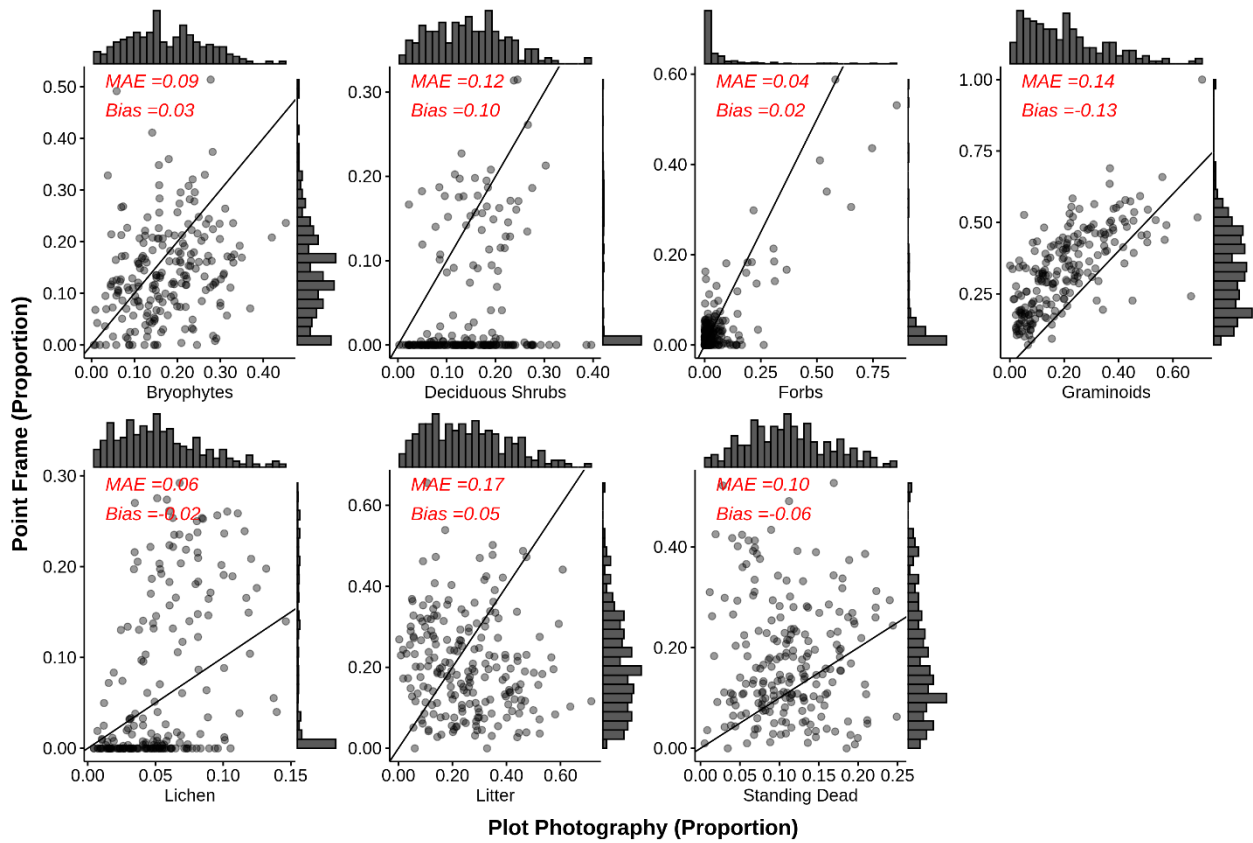 MAE =0.09
Bias =0.03
0.50
0.40
0.30
0.20
0.10
0.00
0.00 0.10 0.20 0.30 0.40
Bryophytes
MAE =0.12
Bias =0.10
0.30
0.20
0.10
0.00
0.00 0.10 0.20 0.30 0.40
Deciduous Shrubs
MAE =0.04
Bias =0.02
0.60
0.40
0.20
0.00
0.00 0.25 0.50 0.75
Forbs
MAE =0.14
Bias =-0.13
1.00
0.75
0.50
0.25
0.00 0.20 0.40 0.60
Graminoids
Point Frame (Proportion)
MAE =0.06
Bias =-0.02
0.30
0.20
0.10
0.00
0.00 0.05 0.10 0.15
Lichen
MAE =0.17
Bias =0.05
0.60
0.40
0.20
0.00
0.00 0.20 0.40 0.60
Litter
MAE =0.10
Bias =-0.06
0.40
0.20
0.00
0.00 0.05 0.10 0.15 0.20 0.25
Standing Dead
Plot Photography (Proportion)